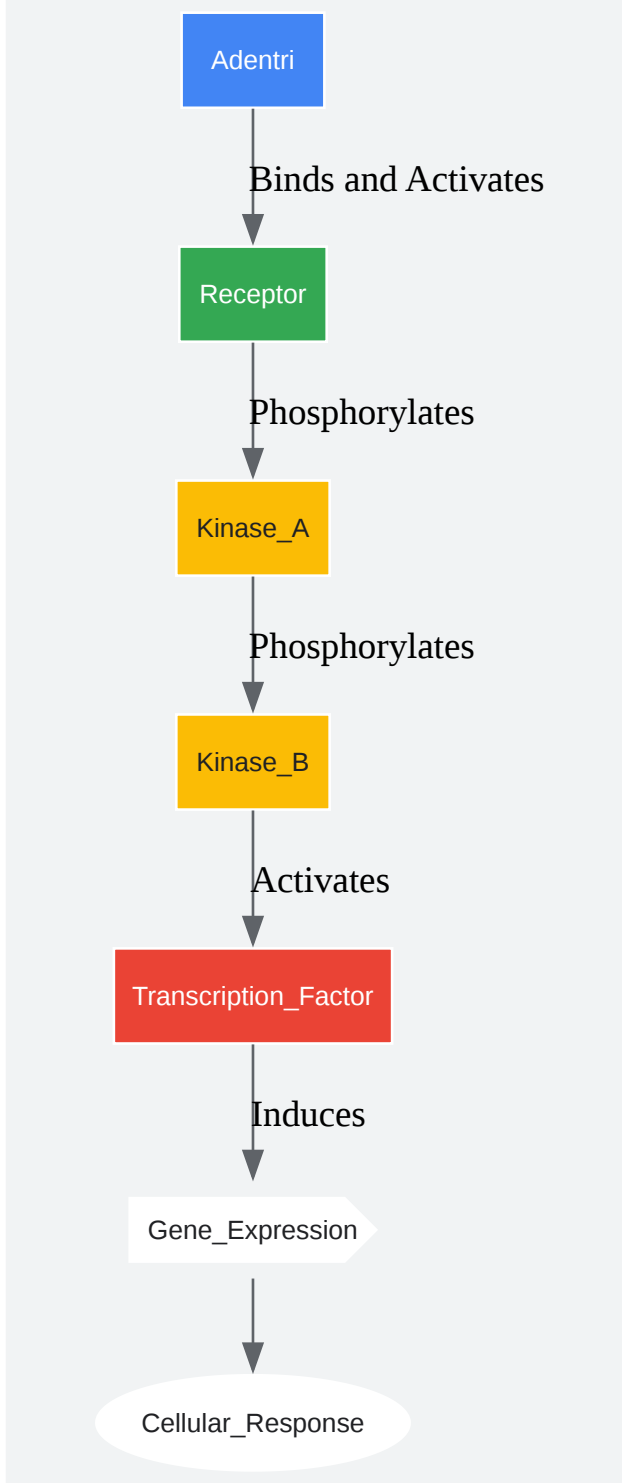 Adentri
Binds and Activates
Receptor
Phosphorylates
Kinase_A
Phosphorylates
Kinase_B
Activates
Transcription_Factor
Induces
Gene_Expression
Cellular_Response